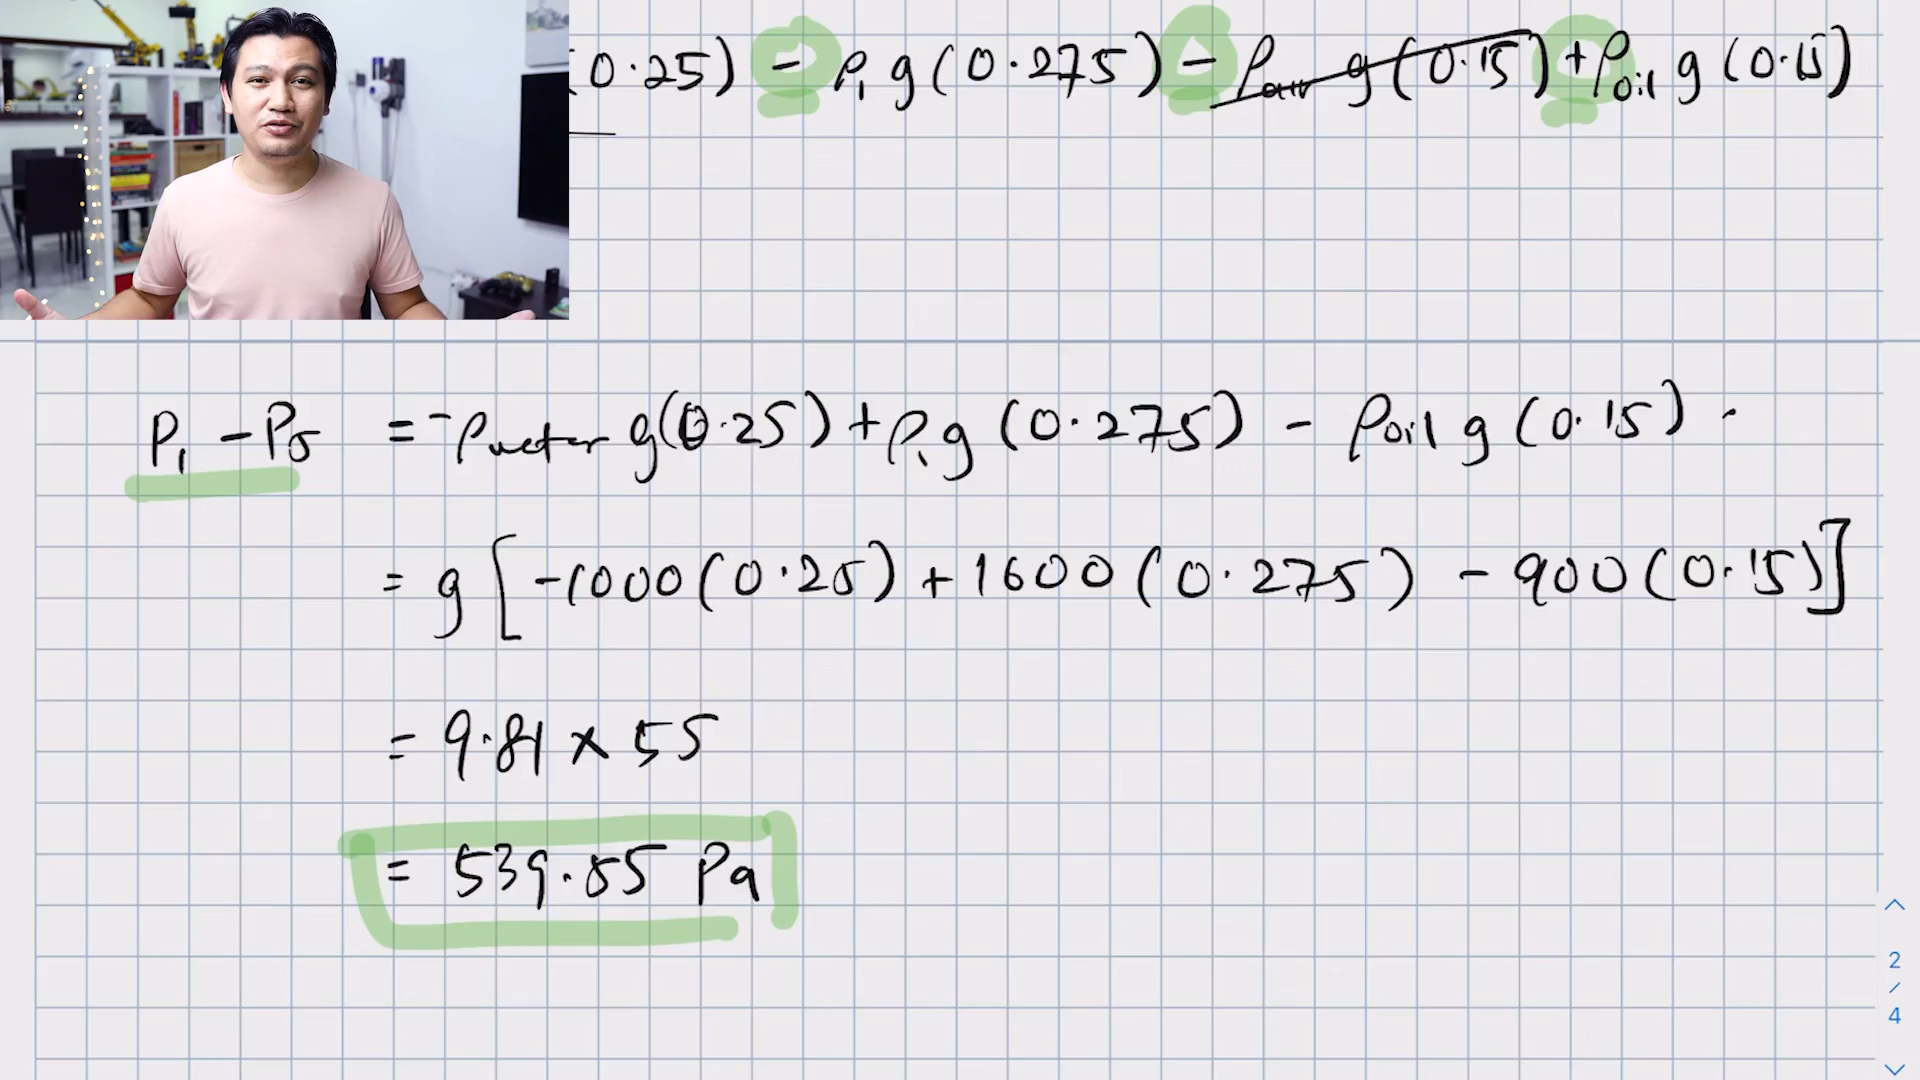 (0.25) - ρ₁ g (0.275) - ρair g (0.15) + ρoil g (0.15)
P₁ - P₅ = -ρwater g(0.25) + ρ₁g (0.275) - ρoil g (0.15) .
= g [-1000(0.25) + 1600 (0.275) - 900(0.15)]
= 9.81 × 55
= 539.55 Pa
2
/
4